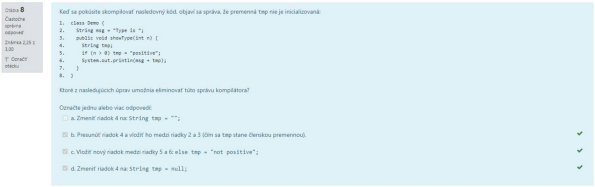 Otázka 8
Čiastočne
správna
odpoveď
Známka 2,25 z
3,00
Označiť
otázku
Keď sa pokúsite skompilovať nasledovný kód, objaví sa správa, že premenná tmp nie je inicializovaná:
1. class Demo {
2. String msg = "Type is ";
3. public void showType(int n) {
4. String tmp;
5. if (n > 0) tmp = "positive";
6. System.out.println(msg + tmp);
7. }
8. }
Ktoré z nasledujúcich úprav umožnia eliminovať túto správu kompilátora?
Označte jednu alebo viac odpovedí:
a. Zmeniť riadok 4 na: String tmp = "";
b. Presunúť riadok 4 a vložiť ho medzi riadky 2 a 3 (čím sa tmp stane členskou premennou).
c. Vložiť nový riadok medzi riadky 5 a 6: else tmp = "not positive";
d. Zmeniť riadok 4 na: String tmp = null;